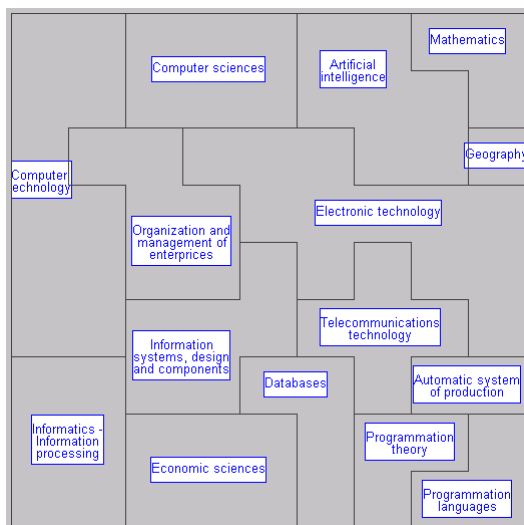 Mathematics
Computer sciences
Artificial
intelligence
Geography
Computer
technology
Electronic technology
Organization and
management of
enterprices
Telecommunications
technology
Information
systems, design
and components
Databases
Automatic system
of production
Informatics -
Information
processing
Programmation
theory
Economic sciences
Programmation
languages